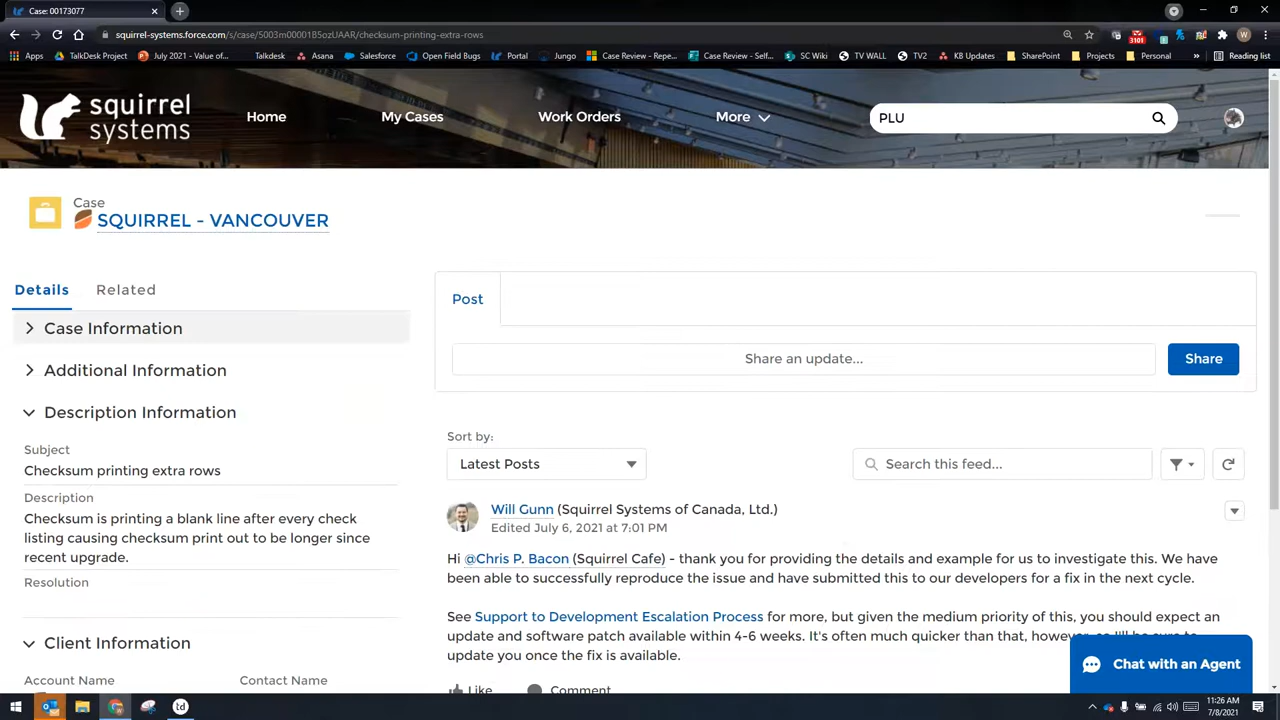 Case: 00173077
squirrel-systems.force.com/s/case/5003m00001B5ozUAAR/checksum-printing-extra-rows
3101
Apps TalkDesk Project July 2021 - Value of... Talkdesk Asana Salesforce Open Field Bugs Portal Jungo Case Review - Repe... Case Review - Self... SC Wiki TV WALL TV2 KB Updates SharePoint Projects Personal » Reading list
squirrel
systems
Home My Cases Work Orders More PLU
Case
SQUIRREL - VANCOUVER
Details Related
Case Information
Additional Information
Description Information
Subject
Checksum printing extra rows
Description
Checksum is printing a blank line after every check
listing causing checksum print out to be longer since
recent upgrade.
Resolution
Client Information
Account Name Contact Name
Post
Share an update... Share
Sort by:
Latest Posts Search this feed...
Will Gunn (Squirrel Systems of Canada, Ltd.)
Edited July 6, 2021 at 7:01 PM
Hi @Chris P. Bacon (Squirrel Cafe) - thank you for providing the details and example for us to investigate this. We have
been able to successfully reproduce the issue and have submitted this to our developers for a fix in the next cycle.
See Support to Development Escalation Process for more, but given the medium priority of this, you should expect an
update and software patch available within 4-6 weeks. It's often much quicker than that, however, so I'll be sure to
update you once the fix is available.
Like Comment
Chat with an Agent
td
11:26 AM
7/8/2021